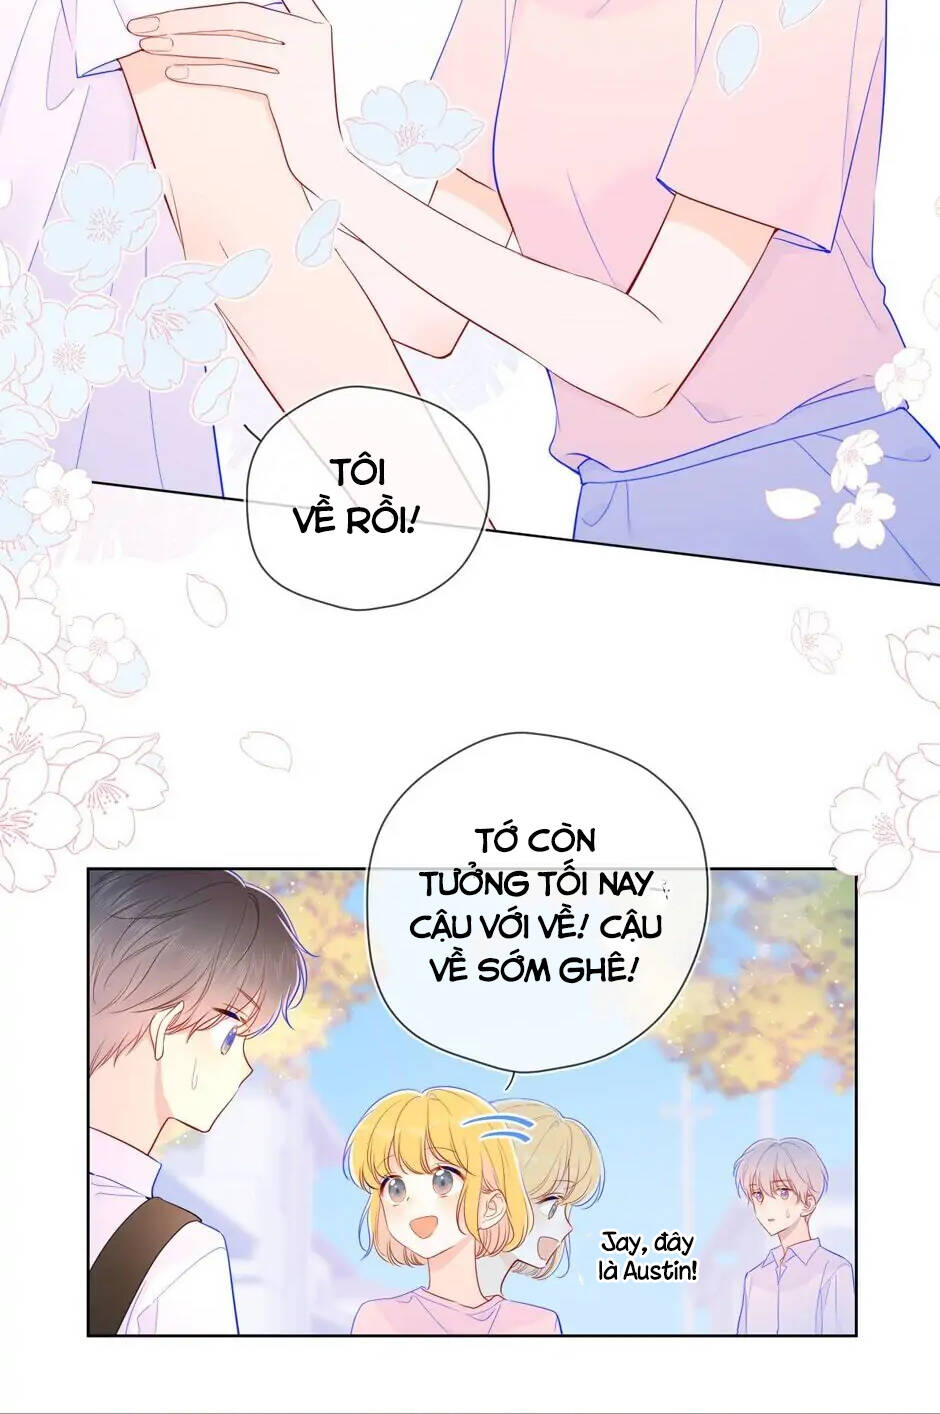 TÔI
VỀ RỒI!
TỚ CÒN
TƯỞNG TỐI NAY
CẬU VỚI VỀ! CẬU
VỀ SỚM GHÊ!
Jay, đây
là Austin!